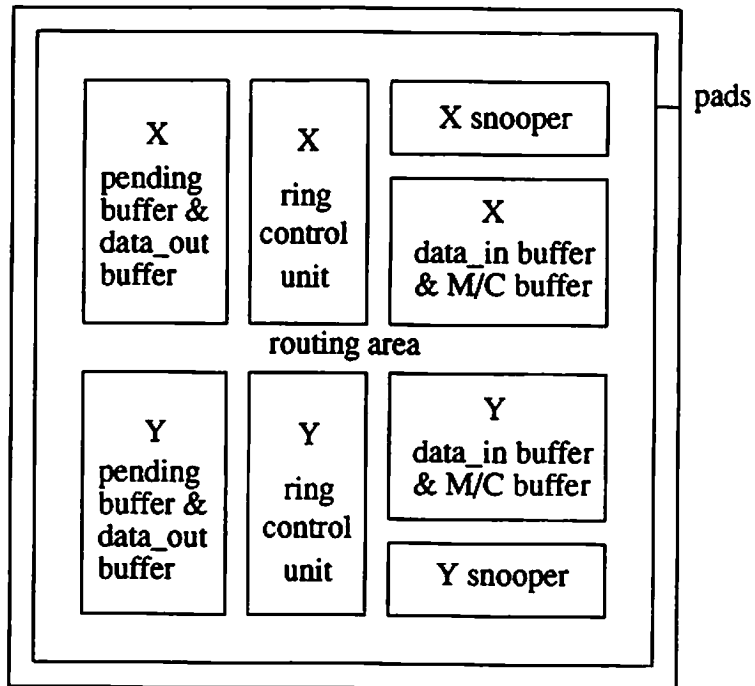 X
pending
buffer &
data_out
buffer
X
ring
control
unit
X snooper
X
data_in buffer
& M/C buffer
pads
routing area
Y
pending
buffer &
data_out
buffer
Y
ring
control
unit
Y
data_in buffer
& M/C buffer
Y snooper